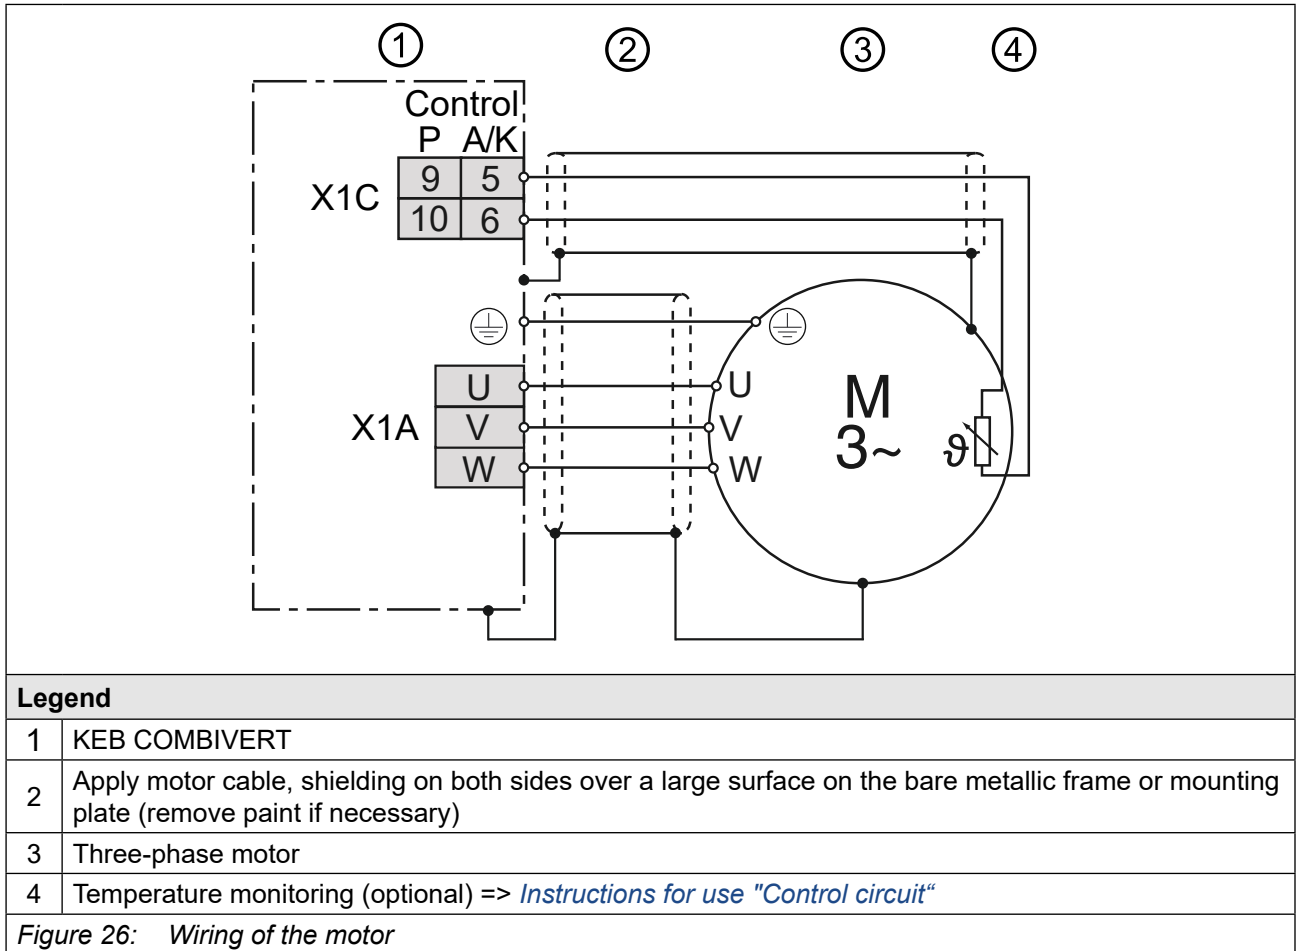 1 2 3 4
Control
P A/K
X1C 9 5
10 6
U U
X1A V V
W W
M
3~
ϑ
Legend
1 KEB COMBIVERT
2 Apply motor cable, shielding on both sides over a large surface on the bare metallic frame or mounting
plate (remove paint if necessary)
3 Three-phase motor
4 Temperature monitoring (optional) => Instructions for use "Control circuit“
Figure 26: Wiring of the motor